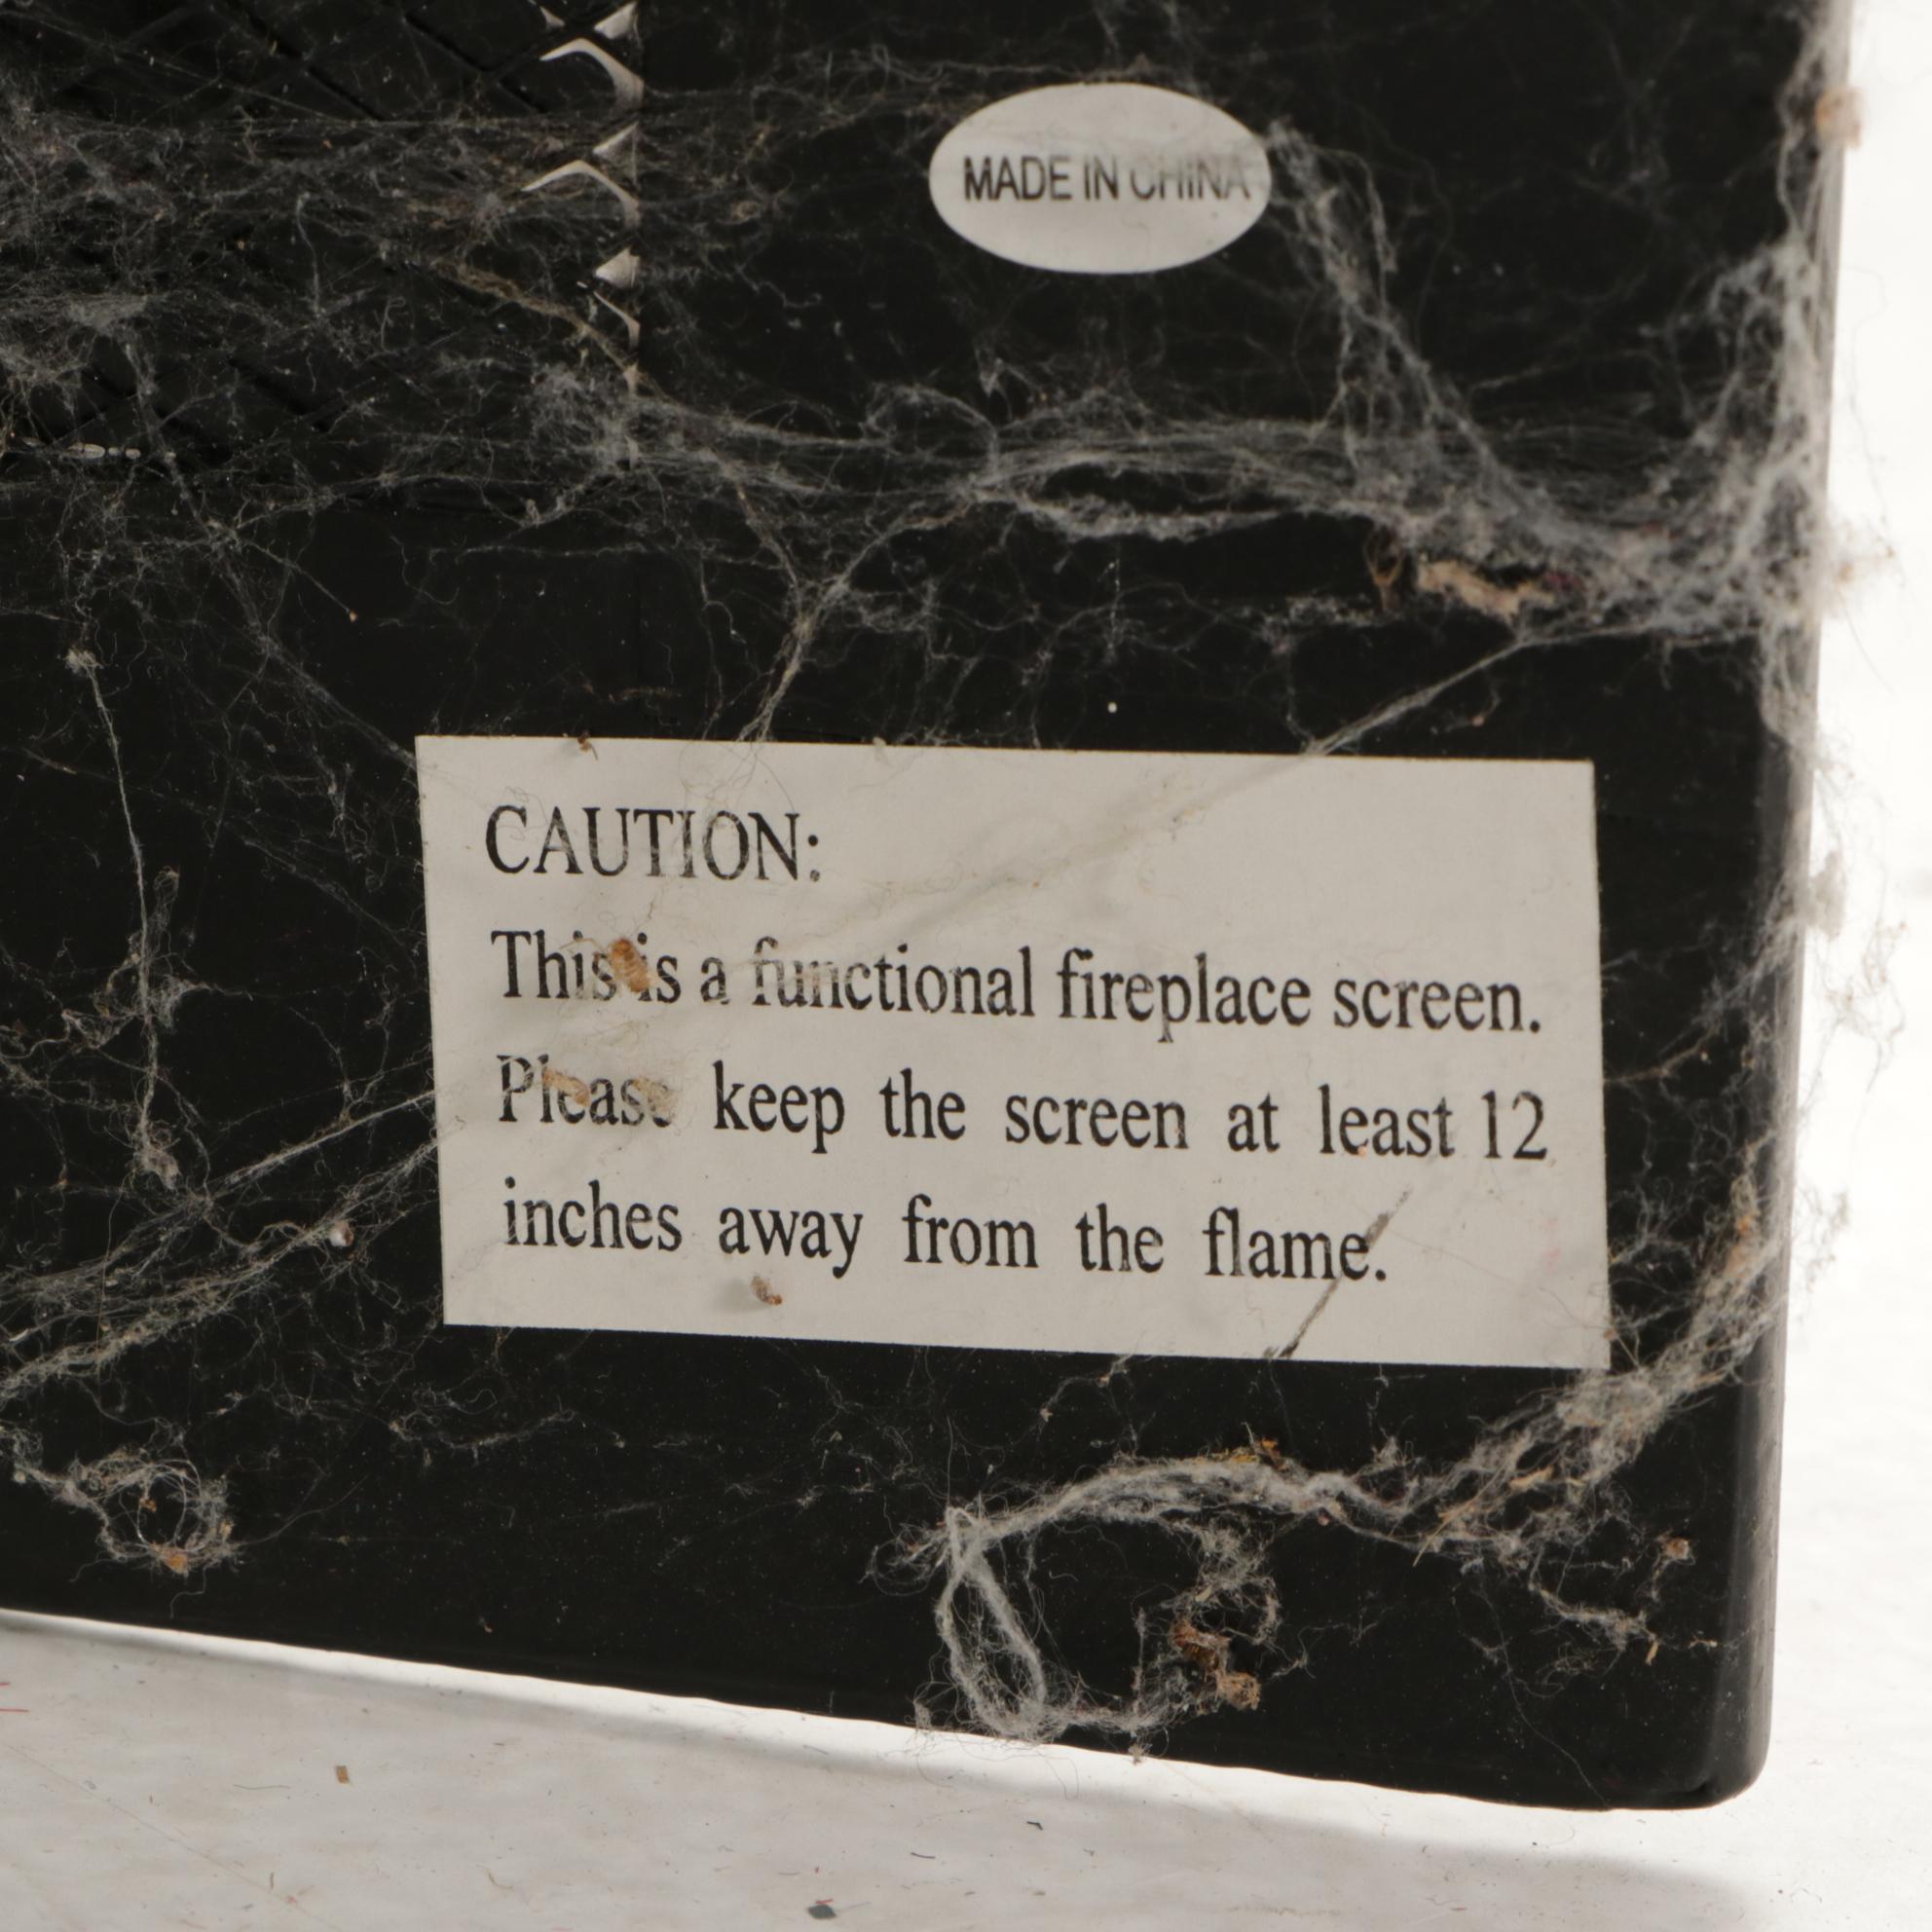 MADE IN CHINA
CAUTION:
This is a functional fireplace screen.
Please keep the screen at least 12
inches away from the flame.